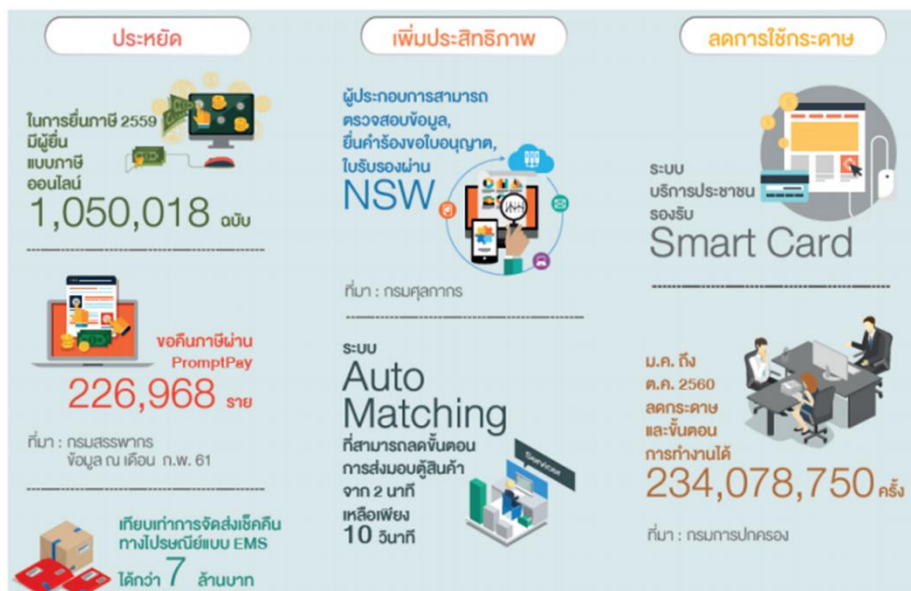 ประหยัด
ในการยื่นภาษี 2559
มีผู้ยื่น
แบบภาษี
ออนไลน์
1,050,018 ฉบับ
ขอคืนภาษีผ่าน
PromptPay
226,968 ราย
ที่มา : กรมสรรพากร
ข้อมูล ณ เดือน ก.พ. 61
เทียบเท่าการจัดส่งเช็คคืน
ทางไปรษณีย์แบบ EMS
ได้กว่า 7 ล้านบาท
เพิ่มประสิทธิภาพ
ผู้ประกอบการสามารถ
ตรวจสอบข้อมูล,
ยื่นคำร้องขอใบอนุญาต,
ใบรับรองผ่าน
NSW
ที่มา : กรมศุลกากร
ระบบ
Auto
Matching
ที่สามารถลดขั้นตอน
การส่งมอบตู้สินค้า
จาก 2 นาที
เหลือเพียง
10 วินาที
Services
ลดการใช้กระดาษ
ระบบ
บริการประชาชน
รองรับ
Smart Card
ม.ค. ถึง
ต.ค. 2560
ลดกระดาษ
และขั้นตอน
การทำงานได้
234,078,750 ครั้ง
ที่มา : กรมการปกครอง